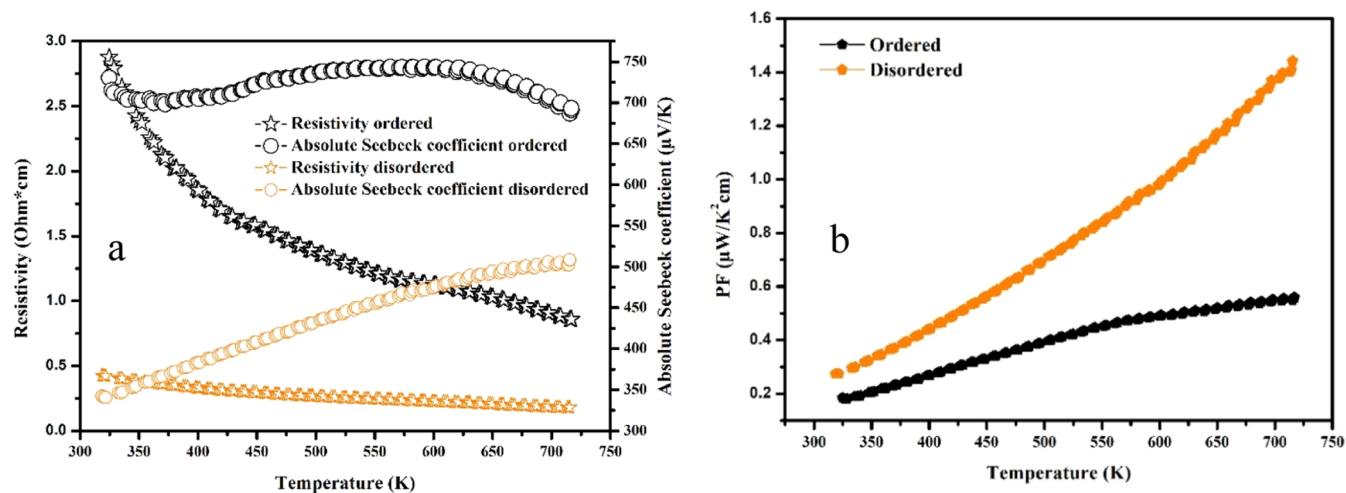 3.0
2.5
2.0
1.5
1.0
0.5
0.0
Resistivity (Ohm*cm)
Resistivity ordered
Absolute Seebeck coefficient ordered
Resistivity disordered
Absolute Seebeck coefficient disordered
a
750
700
650
600
550
500
450
400
350
300
Absolute Seebeck coefficient (µV/K)
300 350 400 450 500 550 600 650 700 750
Temperature (K)
1.6
1.4
1.2
1.0
0.8
0.6
0.4
0.2
PF (µW/K²cm)
Ordered
Disordered
b
300 350 400 450 500 550 600 650 700 750
Temperature (K)